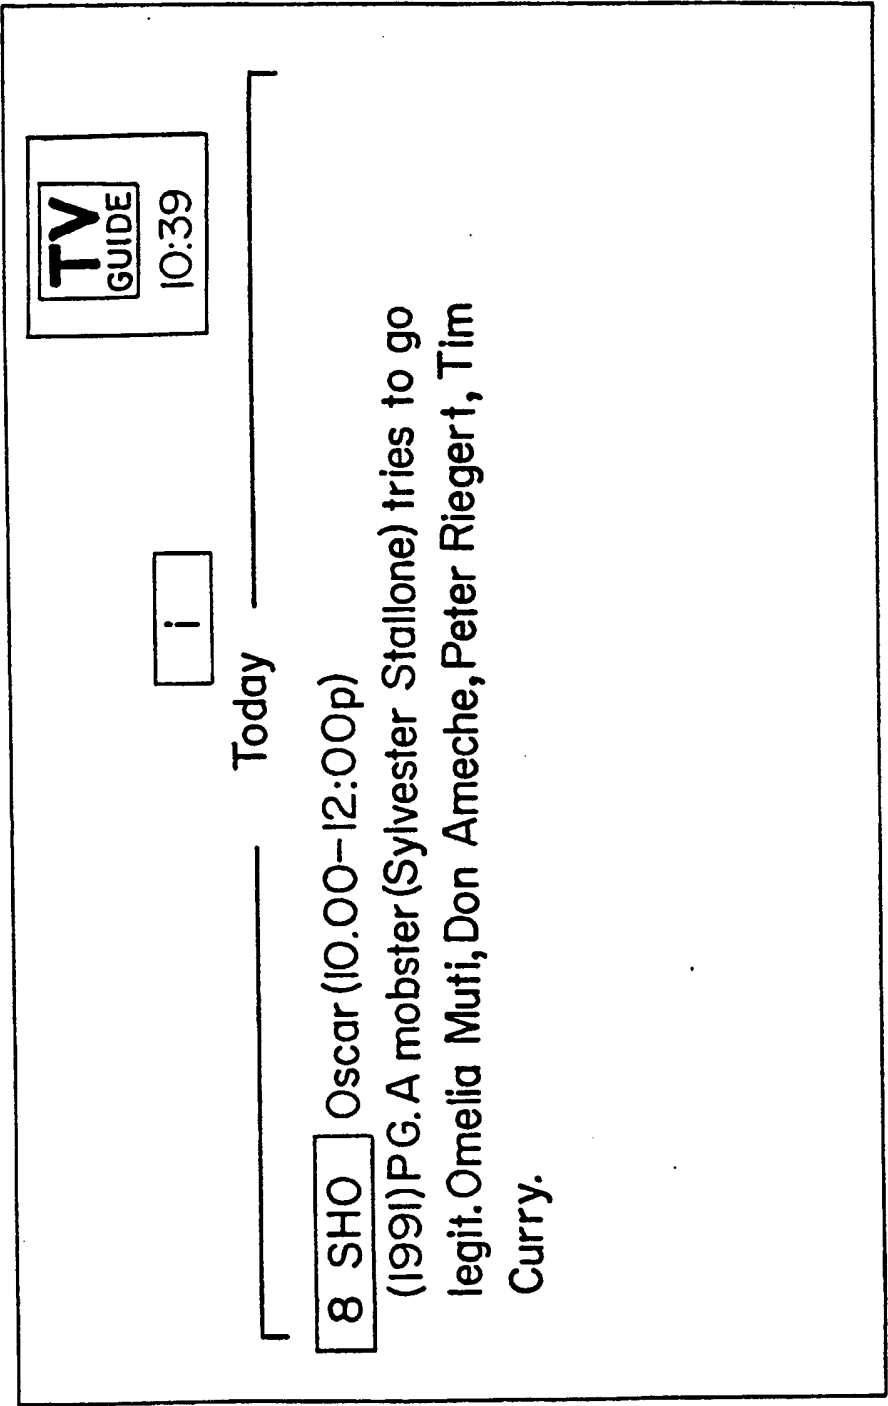 TV
GUIDE
10:39
i
Today
8 SHO Oscar (10.00-12:00p)
(1991) PG. A mobster (Sylvester Stallone) tries to go
legit. Omelia Muti, Don Ameche, Peter Riegert, Tim
Curry.